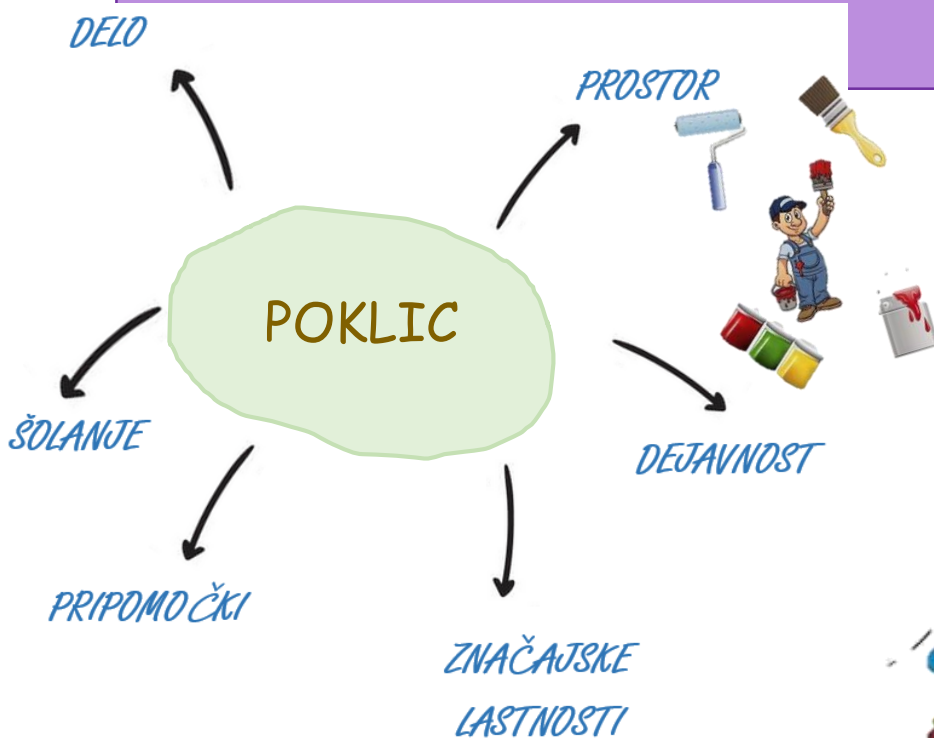 DELO
PROSTOR
POKLIC
ŠOLANJE
DEJAVNOST
PRIPOMOČKI
ZNAČAJSKE
LASTNOSTI